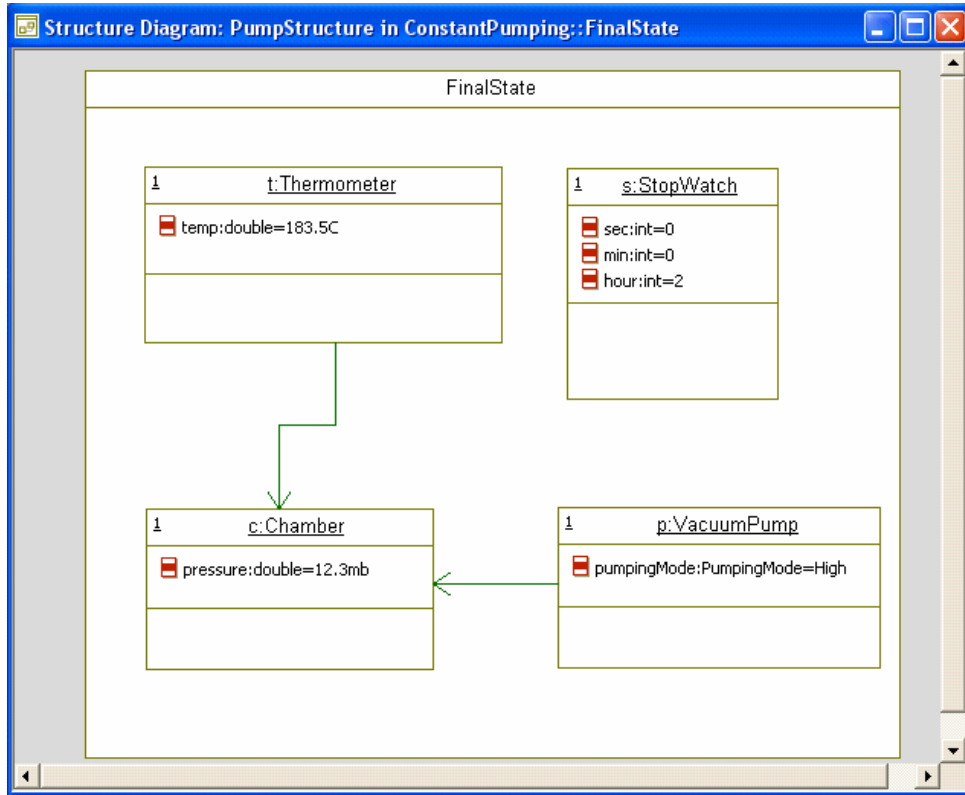 Structure Diagram: PumpStructure in ConstantPumping::FinalState
FinalState
1
t:Thermometer
temp:double=183.5C
1
s:StopWatch
sec:int=0
min:int=0
hour:int=2
1
c:Chamber
pressure:double=12.3mb
1
p:VacuumPump
pumpingMode:PumpingMode=High